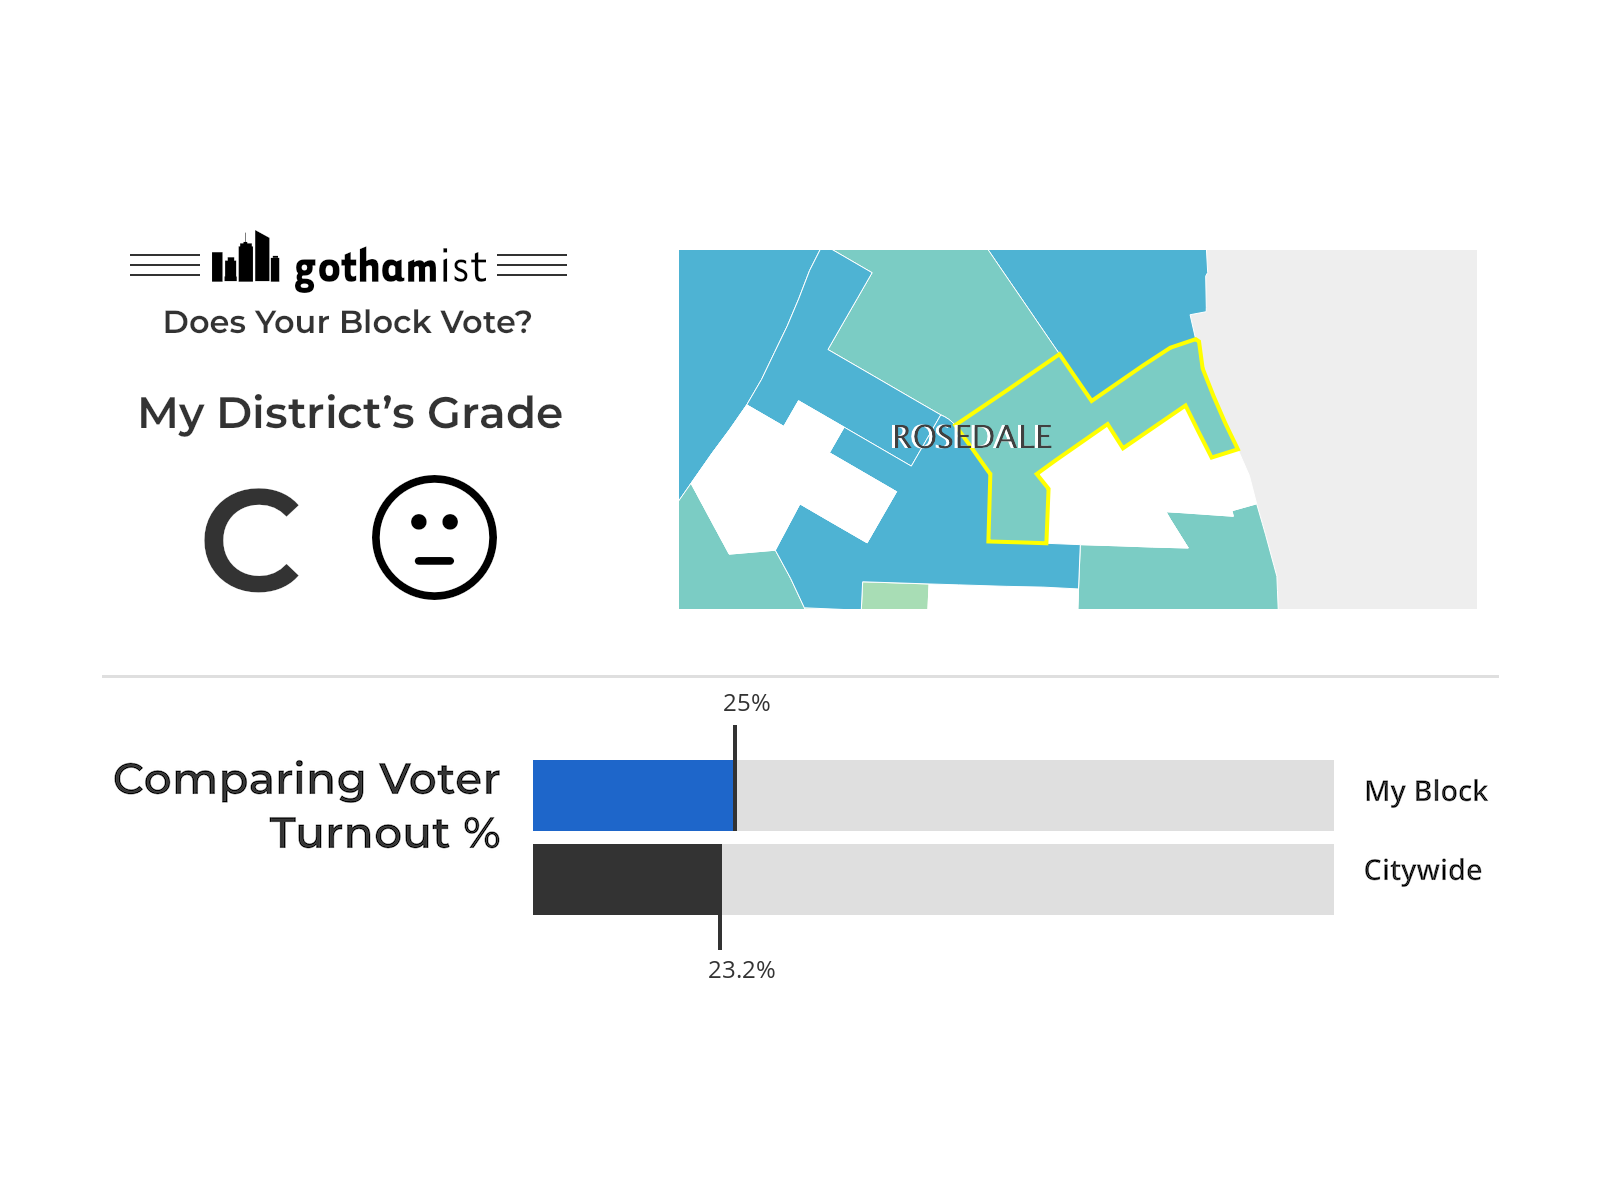 gothamist
Does Your Block Vote?
My District’s Grade
C
ROSEDALE
25%
Comparing Voter
Turnout %
My Block
Citywide
23.2%